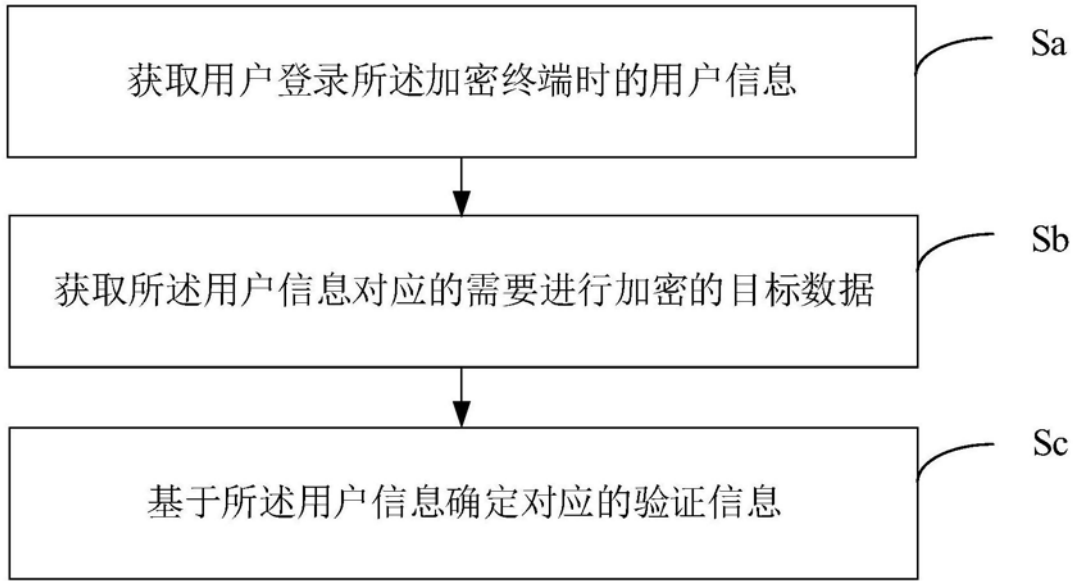 获取用户登录所述加密终端时的用户信息
Sa
获取所述用户信息对应的需要进行加密的目标数据
Sb
基于所述用户信息确定对应的验证信息
Sc